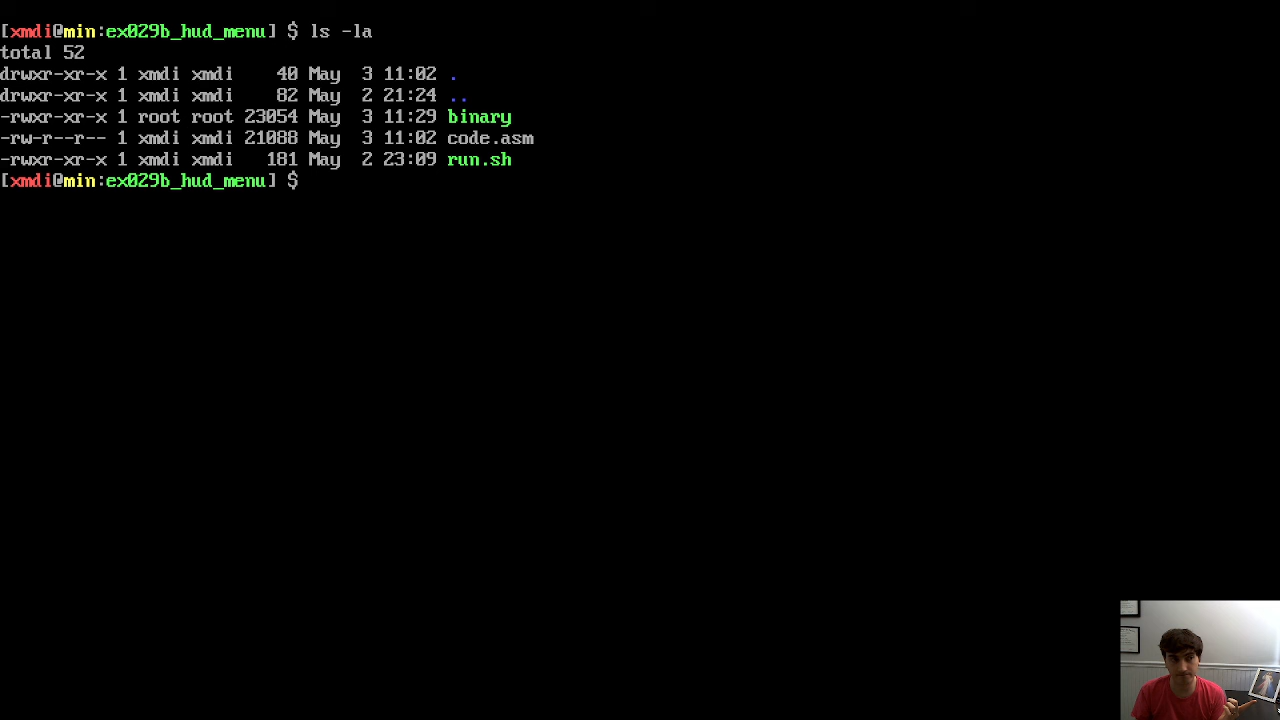 [xmdi@min:ex029b_hud_menu] $ ls -la
total 52
drwxr-xr-x 1 xmdi xmdi    40 May  3 11:02 .
drwxr-xr-x 1 xmdi xmdi    82 May  2 21:24 ..
-rwxr-xr-x 1 root root 23054 May  3 11:29 binary
-rw-r--r-- 1 xmdi xmdi 21088 May  3 11:02 code.asm
-rwxr-xr-x 1 xmdi xmdi   181 May  2 23:09 run.sh
[xmdi@min:ex029b_hud_menu] $